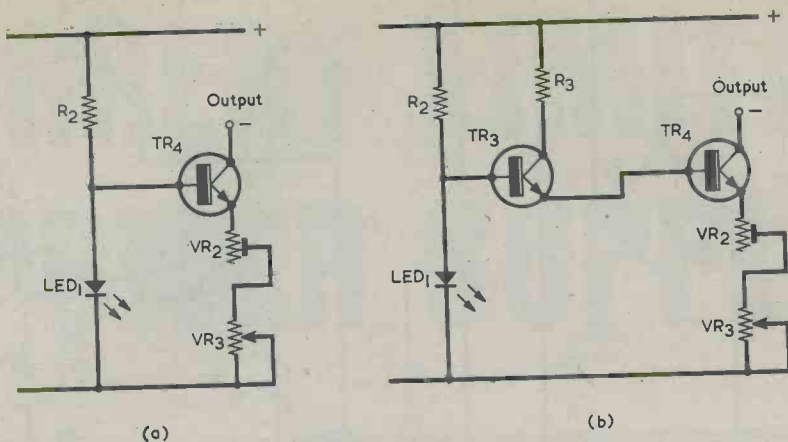 +
R2
Output
−
TR4
VR2
LED1
VR3
(a)
+
R2
R3
Output
−
TR3
TR4
VR2
LED1
VR3
(b)